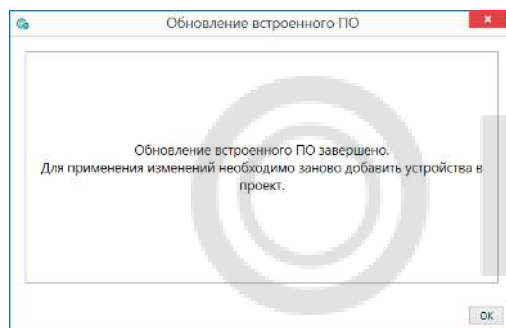 Обновление встроенного ПО
Обновление встроенного ПО завершено.
Для применения изменений необходимо заново добавить устройства в
проект.
ОК